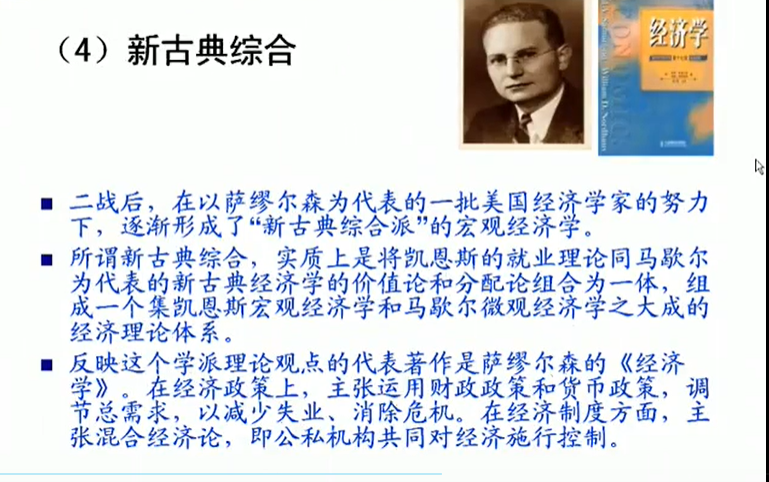 （4）新古典综合
经济学
William D. Nordhaus
二战后，在以萨缪尔森为代表的一批美国经济学家的努力
下，逐渐形成了“新古典综合派”的宏观经济学。
所谓新古典综合，实质上是将凯恩斯的就业理论同马歇尔
为代表的新古典经济学的价值论和分配论组合为一体，组
成一个集凯恩斯宏观经济学和马歇尔微观经济学之大成的
经济理论体系。
反映这个学派理论观点的代表著作是萨缪尔森的《经济
学》。在经济政策上，主张运用财政政策和货币政策，调
节总需求，以减少失业、消除危机。在经济制度方面，主
张混合经济论，即公私机构共同对经济施行控制。